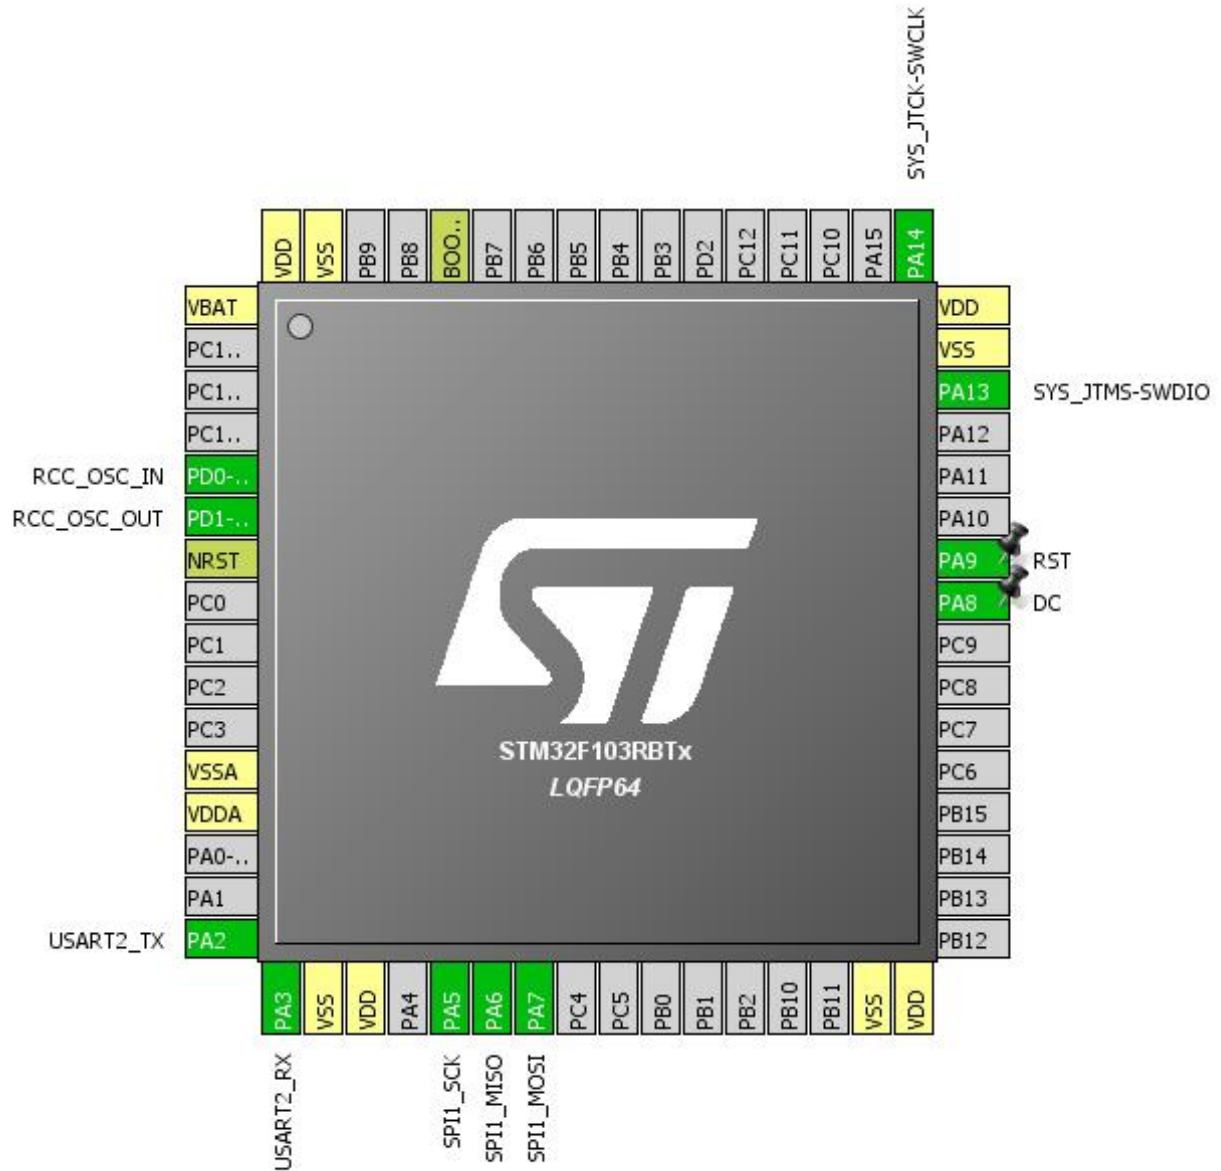 SYS_JTCK-SWCLK
VDD
VSS
PB9
PB8
BOO..
PB7
PB6
PB5
PB4
PB3
PD2
PC12
PC11
PC10
PA15
PA14
VBAT
PC1..
PC1..
PC1..
RCC_OSC_IN PD0-..
RCC_OSC_OUT PD1-..
NRST
PC0
PC1
PC2
PC3
VSSA
VDDA
PA0-..
PA1
USART2_TX PA2
ST
STM32F103RBTx
LQFP64
VDD
VSS
PA13 SYS_JTMS-SWDIO
PA12
PA11
PA10
PA9 RST
PA8 DC
PC9
PC8
PC7
PC6
PB15
PB14
PB13
PB12
PA3
VSS
VDD
PA4
PA5
PA6
PA7
PC4
PC5
PB0
PB1
PB2
PB10
PB11
VSS
VDD
USART2_RX
SPI1_SCK
SPI1_MISO
SPI1_MOSI